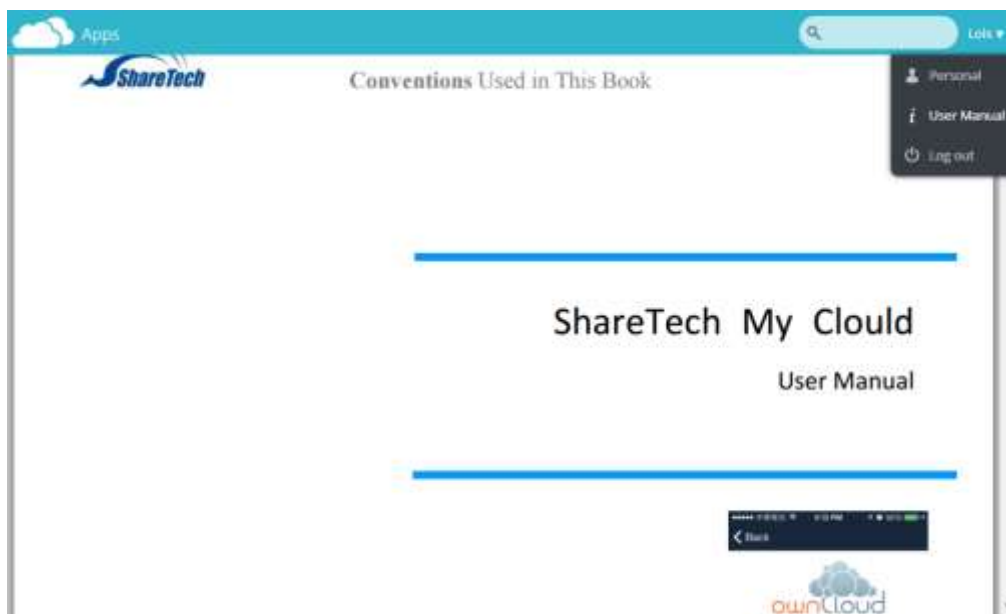 Apps
Lois
ShareTech
Conventions Used in This Book
Personal
i User Manual
Log out
ShareTech My Clould
User Manual
Back
ownCloud